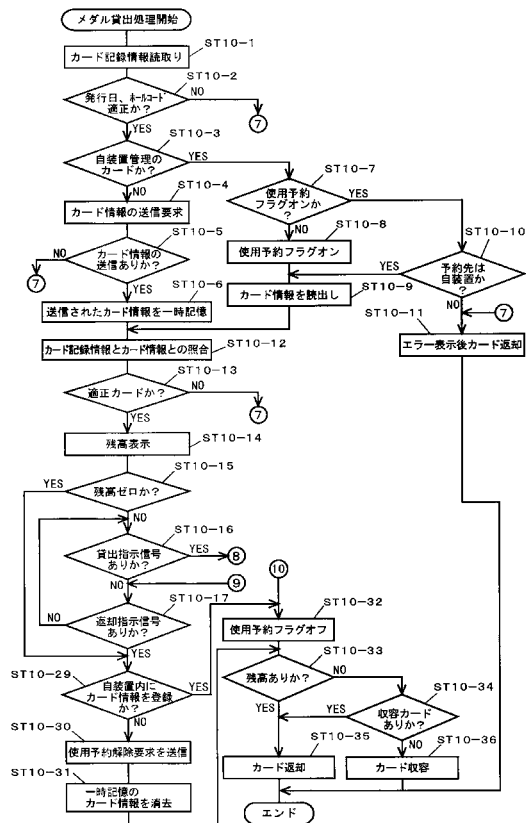 メダル貸出処理開始
ST10-1
カード記録情報読取り
ST10-2
発行日、ホールコード
適正か?
NO
⑦
YES
ST10-3
自装置管理の
カードか?
YES
NO
ST10-4
カード情報の送信要求
ST10-5
カード情報の
送信ありか?
NO
⑦
YES
ST10-6
送信されたカード情報を一時記憶
ST10-7
使用予約
フラグオンか
?
YES
NO
ST10-8
使用予約フラグオン
ST10-9
カード情報を読出し
ST10-10
予約先は
自装置か?
YES
NO
⑦
ST10-11
エラー表示後カード返却
ST10-12
カード記録情報とカード情報との照合
ST10-13
適正カードか?
NO
⑦
YES
ST10-14
残高表示
ST10-15
残高ゼロか?
YES
NO
ST10-16
貸出指示信号
ありか?
YES
⑧
NO
⑨
ST10-17
返却指示信号
ありか?
NO
YES
ST10-29
自装置内に
カード情報を登録
か?
YES
NO
ST10-30
使用予約解除要求を送信
ST10-31
一時記憶の
カード情報を消去
⑩
ST10-32
使用予約フラグオフ
ST10-33
残高ありか?
NO
YES
ST10-34
収容カード
ありか?
YES
NO
ST10-35
カード返却
ST10-36
カード収容
エンド